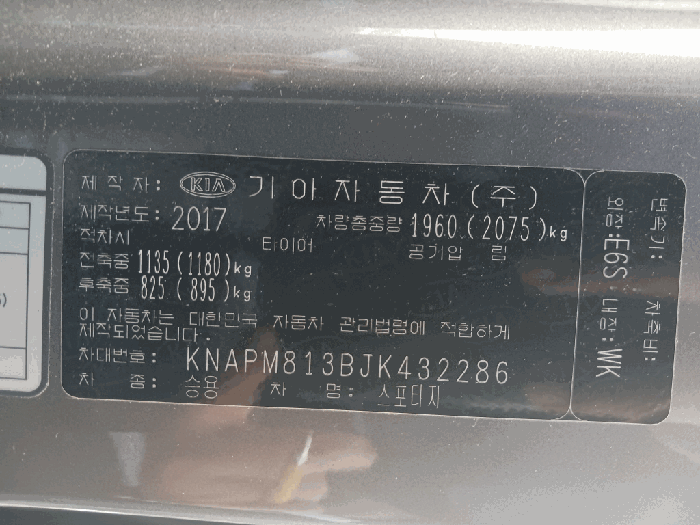 제 작 자: KIA 기 아 자 동 차 (주)
제작년도: 2017 차량총중량 1960 (2075)kg
적차시 타이어 공기압 림
전축중 1135 (1180)kg
후축중 825 (895)kg
이 자동차는 대한민국 자동차 관리법령에 적합하게
제작되었습니다.
차대번호: KNAPM813BJK432286
차 종: 승용 차 명: 스포티지
변속기: 차축비:
외장:E6S 내장:WK